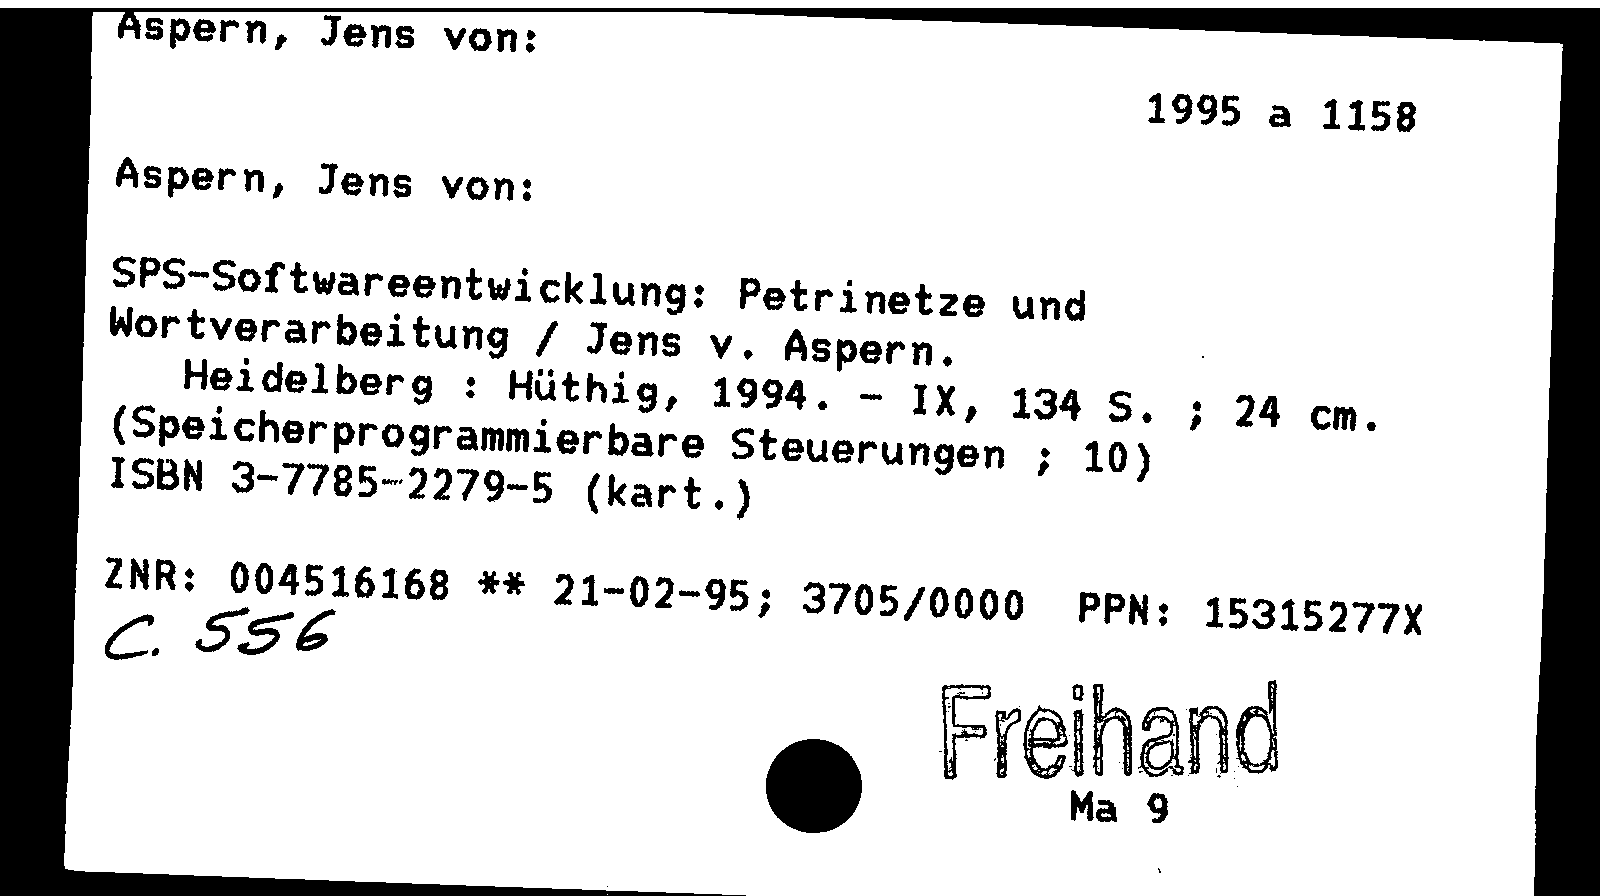 Aspern, Jens von:
1995 a 1158
Aspern, Jens von:
SPS-Softwareentwicklung: Petrinetze und
Wortverarbeitung / Jens v. Aspern.
Heidelberg : Hüthig, 1994. - IX, 134 S. ; 24 cm.
(Speicherprogrammierbare Steuerungen ; 10)
ISBN 3-7785-2279-5 (kart.)
ZNR: 004516168 ** 21-02-95; 3705/0000 PPN: 15315277X
C. 556
Freihand
Ma 9